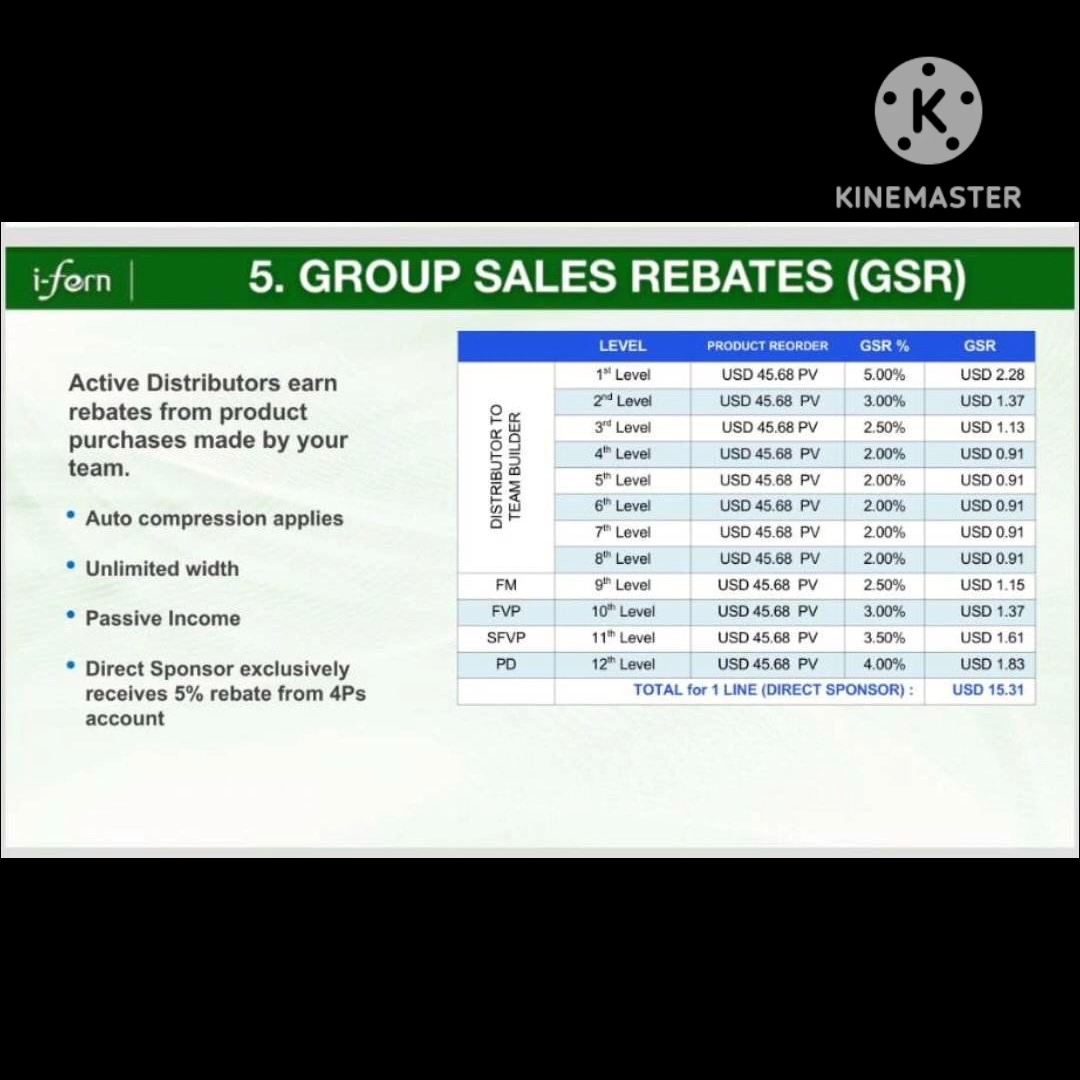 K
KINEMASTER
i-fern
5. GROUP SALES REBATES (GSR)
Active Distributors earn
rebates from product
purchases made by your
team.
• Auto compression applies
• Unlimited width
• Passive Income
• Direct Sponsor exclusively
receives 5% rebate from 4Ps
account
LEVEL PRODUCT REORDER GSR % GSR
DISTRIBUTOR TO
TEAM BUILDER
1st Level USD 45.68 PV 5.00% USD 2.28
2nd Level USD 45.68 PV 3.00% USD 1.37
3rd Level USD 45.68 PV 2.50% USD 1.13
4th Level USD 45.68 PV 2.00% USD 0.91
5th Level USD 45.68 PV 2.00% USD 0.91
6th Level USD 45.68 PV 2.00% USD 0.91
7th Level USD 45.68 PV 2.00% USD 0.91
8th Level USD 45.68 PV 2.00% USD 0.91
FM 9th Level USD 45.68 PV 2.50% USD 1.15
FVP 10th Level USD 45.68 PV 3.00% USD 1.37
SFVP 11th Level USD 45.68 PV 3.50% USD 1.61
PD 12th Level USD 45.68 PV 4.00% USD 1.83
TOTAL for 1 LINE (DIRECT SPONSOR) : USD 15.31